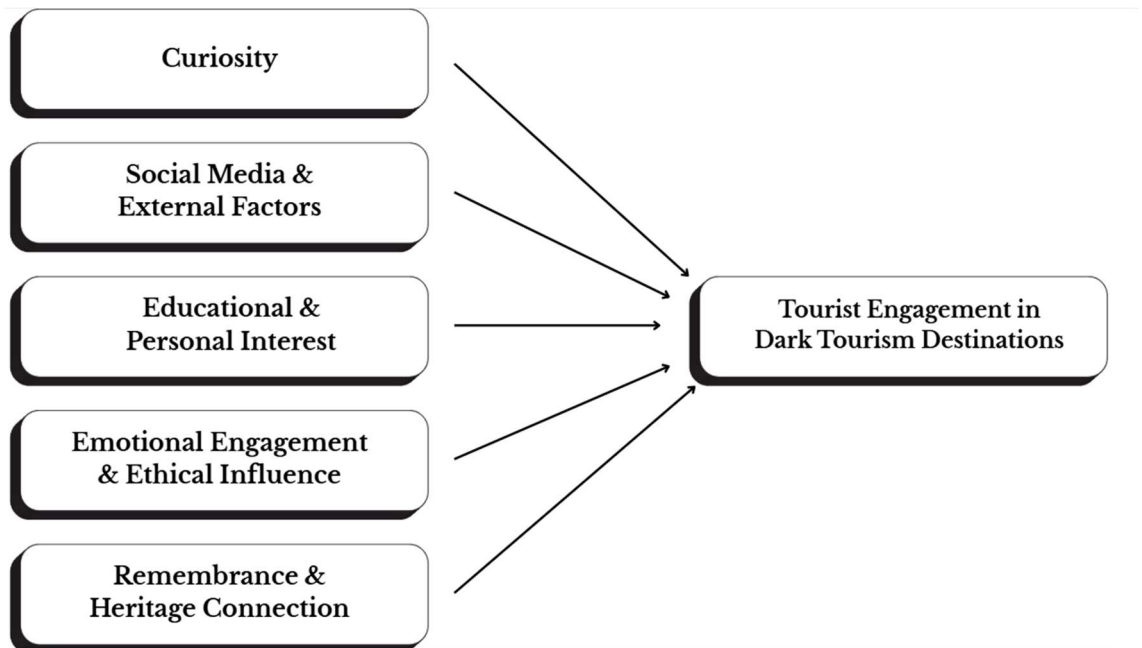 Curiosity
Social Media &
External Factors
Educational &
Personal Interest
Emotional Engagement
& Ethical Influence
Remembrance &
Heritage Connection
Tourist Engagement in
Dark Tourism Destinations